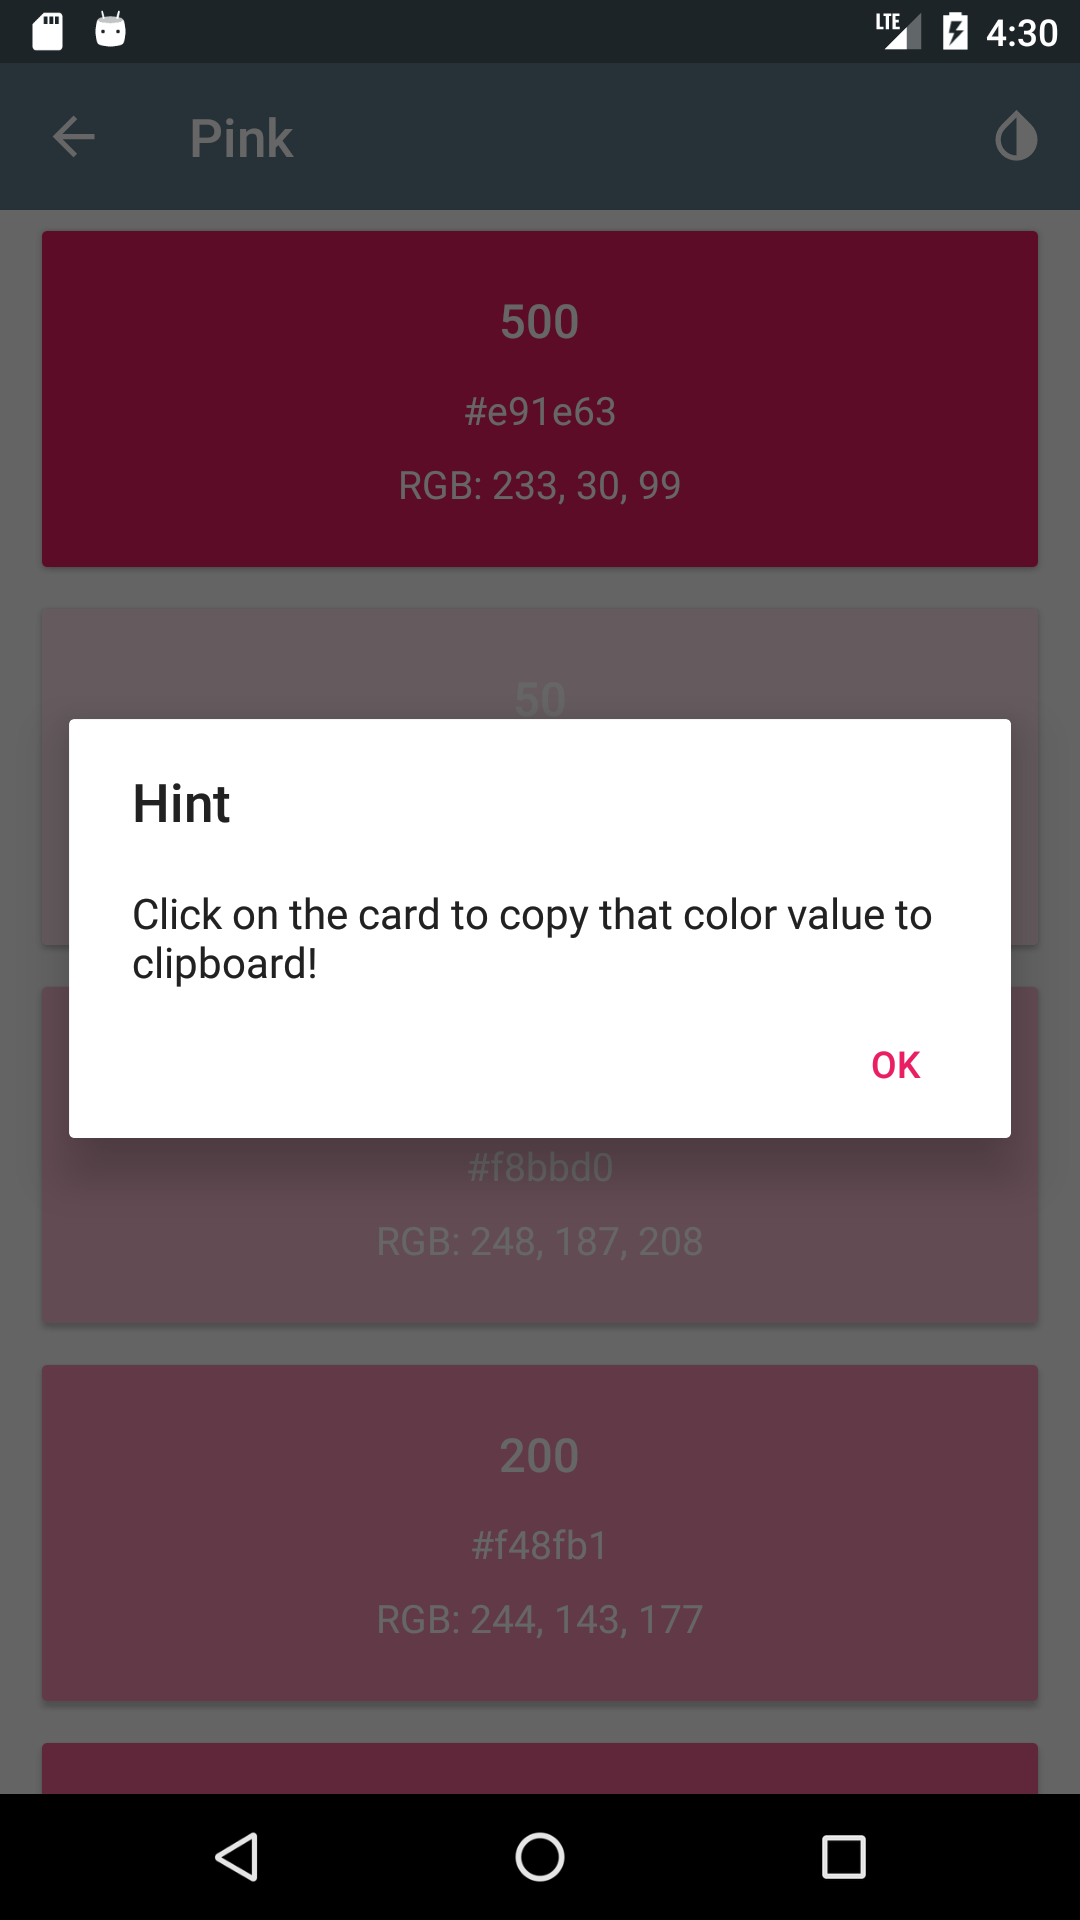 LTE 4:30
Pink
500
#e91e63
RGB: 233, 30, 99
50
Hint
Click on the card to copy that color value to
clipboard!
OK
#f8bbd0
RGB: 248, 187, 208
200
#f48fb1
RGB: 244, 143, 177